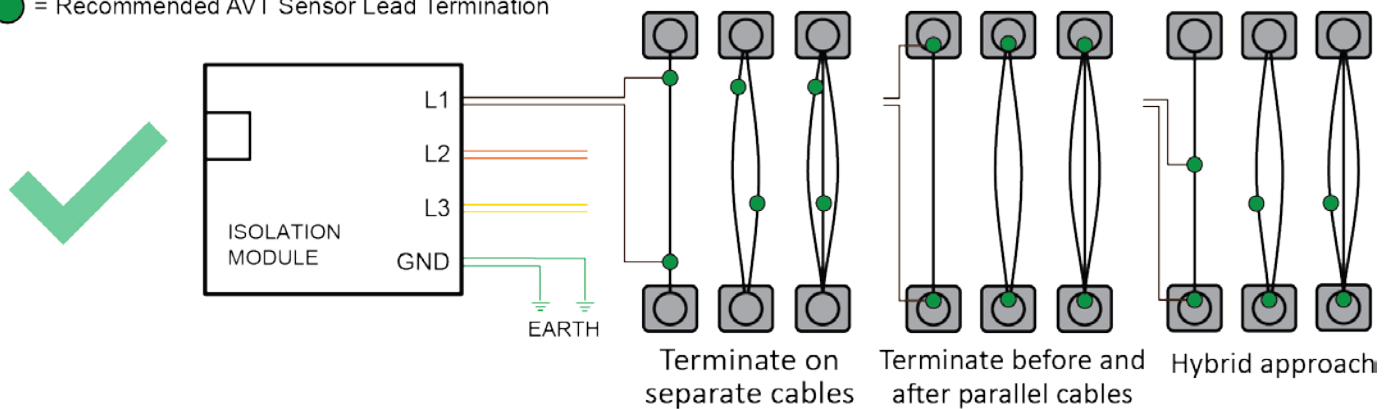 = Recommended AVT Sensor Lead Termination
L1
L2
L3
ISOLATION
MODULE
GND
EARTH
Terminate on
separate cables
Terminate before and
after parallel cables
Hybrid approach